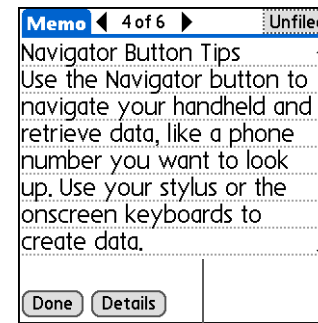 Memo 4 of 6 Unfiled
Navigator Button Tips
Use the Navigator button to
navigate your handheld and
retrieve data, like a phone
number you want to look
up. Use your stylus or the
onscreen keyboards to
create data.
Done Details